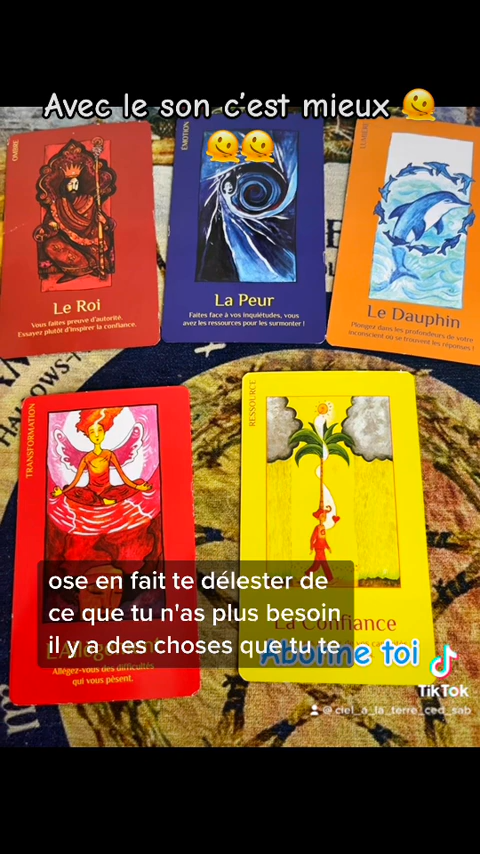 Avec le son c'est mieux
OMBRE
Le Roi
Vous faites preuve d'autorité.
Essayez plutôt d'inspirer la confiance.
ÉMOTION
La Peur
Faites face à vos inquiétudes, vous
avez les ressources pour les surmonter !
LUMIÈRE
Le Dauphin
Plongez dans les profondeurs de votre
inconscient où se trouvent les réponses !
TRANSFORMATION
Allégez-vous des difficultés
qui vous pèsent.
RESSOURCE
La Confiance
ose en fait te délester de
ce que tu n'as plus besoin
il y a des choses que tu te
Abonne toi
TikTok
@ciel_a_la_terre_ced_sab